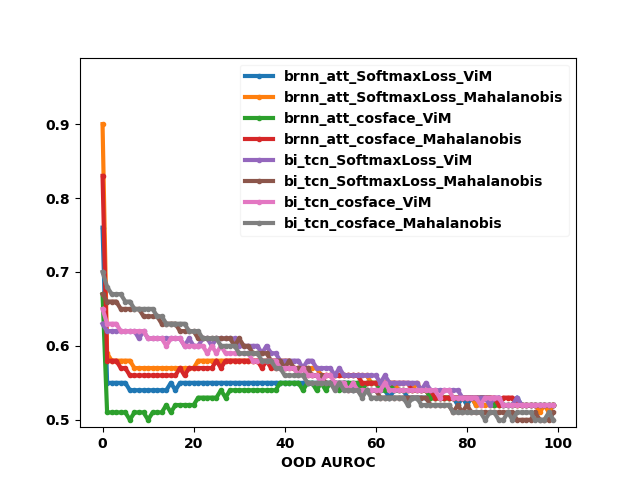 brnn_att_SoftmaxLoss_ViM
brnn_att_SoftmaxLoss_Mahalanobis
brnn_att_cosface_ViM
brnn_att_cosface_Mahalanobis
bi_tcn_SoftmaxLoss_ViM
bi_tcn_SoftmaxLoss_Mahalanobis
bi_tcn_cosface_ViM
bi_tcn_cosface_Mahalanobis
0.9
0.8
0.7
0.6
0.5
0 20 40 60 80 100
OOD AUROC